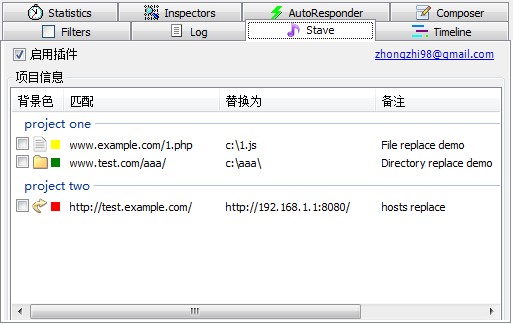 Statistics Inspectors AutoResponder Composer
Filters Log Stave Timeline
启用插件 zhongzhi98@gmail.com
项目信息
背景色 匹配 替换为 备注
project one
www.example.com/1.php c:\1.js File replace demo
www.test.com/aaa/ c:\aaa\ Directory replace demo
project two
http://test.example.com/ http://192.168.1.1:8080/ hosts replace